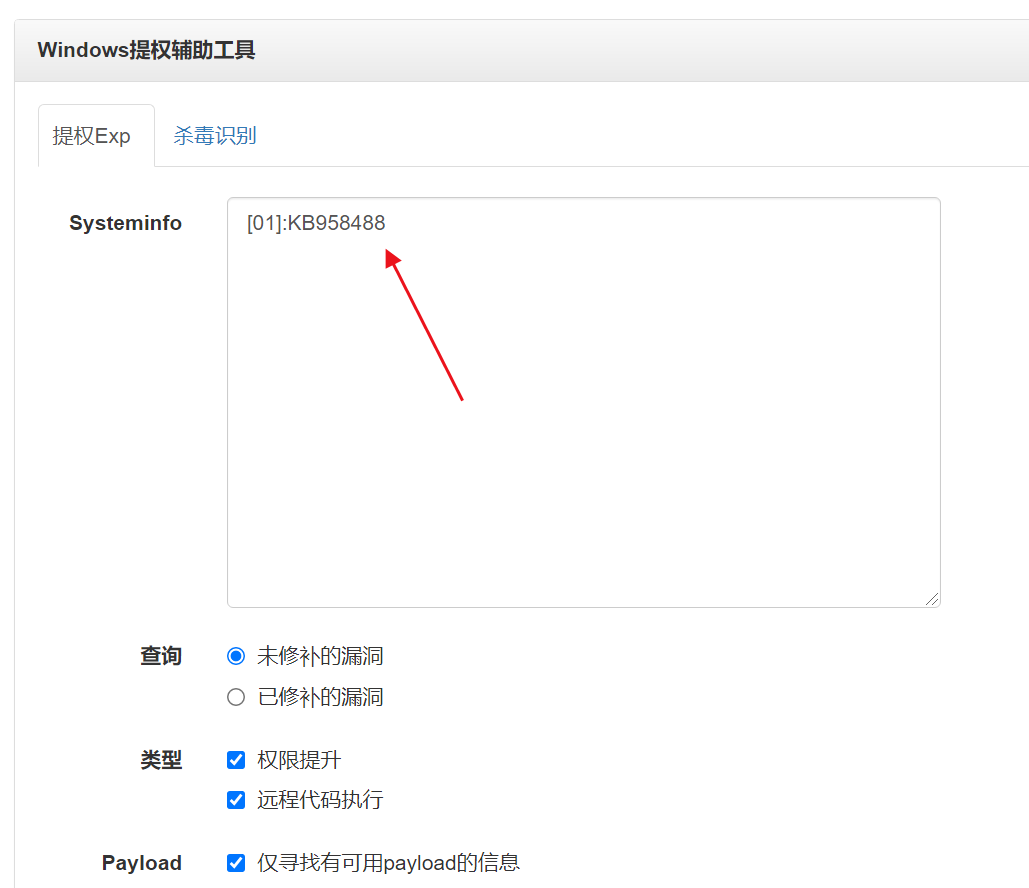 Windows提权辅助工具
提权Exp 杀毒识别
Systeminfo [01]:KB958488
查询 未修补的漏洞
已修补的漏洞
类型 权限提升
远程代码执行
Payload 仅寻找有可用payload的信息